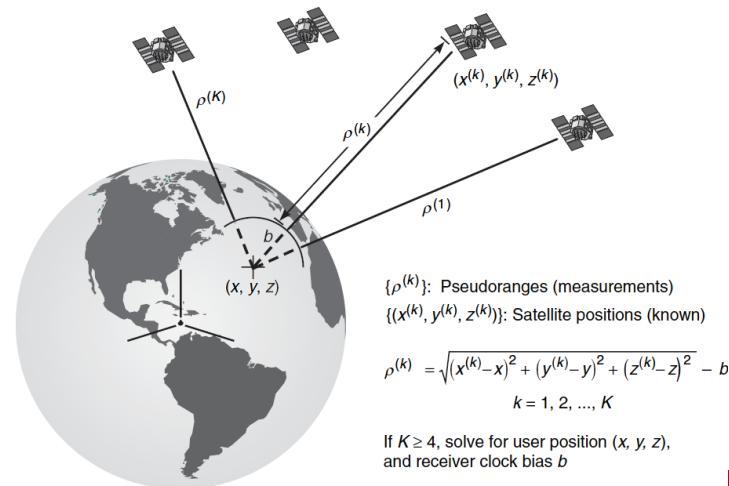 (x(k), y(k), z(k))
ρ(K)
ρ(k)
ρ(1)
b
(x, y, z)
{ρ(k)}: Pseudoranges (measurements)
{(x(k), y(k), z(k))}: Satellite positions (known)
ρ(k) = √(x(k)–x)² + (y(k)–y)² + (z(k)–z)² – b
k = 1, 2, ..., K
If K ≥ 4, solve for user position (x, y, z),
and receiver clock bias b